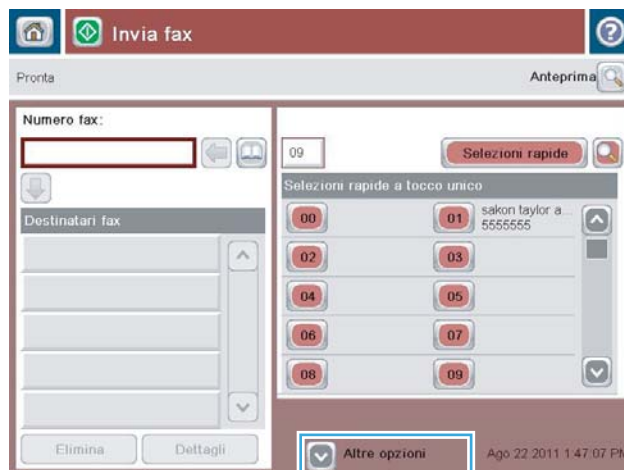 Invia fax
Pronta
Anteprima
Numero fax:
09
Selezioni rapide
Selezioni rapide a tocco unico
Destinatari fax
00
01 sakon taylor a...
5555555
02
03
04
05
06
07
08
09
Elimina
Dettagli
Altre opzioni
Ago 22 2011 1:47:07 PM